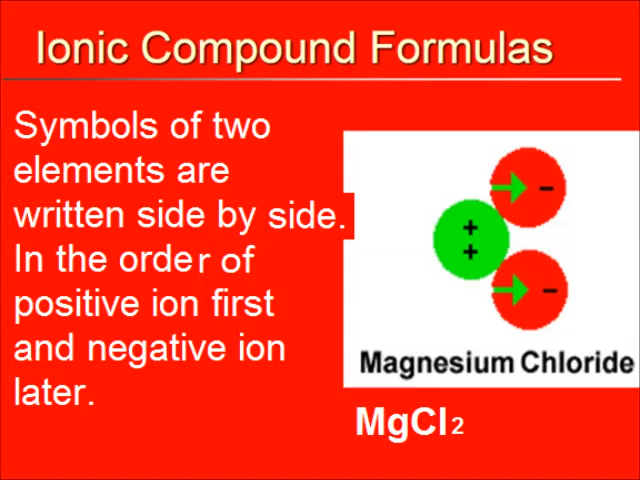 Ionic Compound Formulas
Symbols of two
elements are
written side by side.
In the order of
positive ion first
and negative ion
later.
−
+
+
−
Magnesium Chloride
MgCl₂